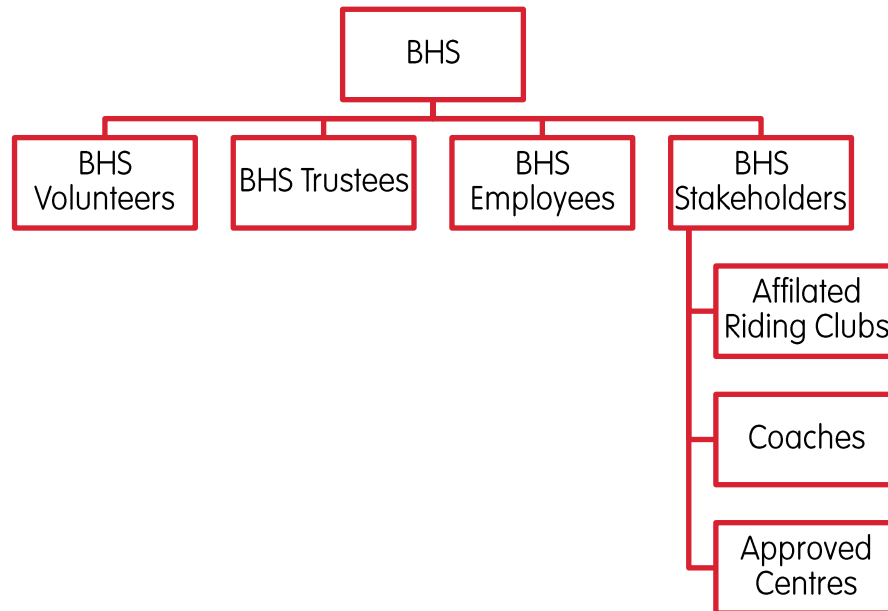 BHS
BHS
Volunteers
BHS Trustees
BHS
Employees
BHS
Stakeholders
Affilated
Riding Clubs
Coaches
Approved
Centres